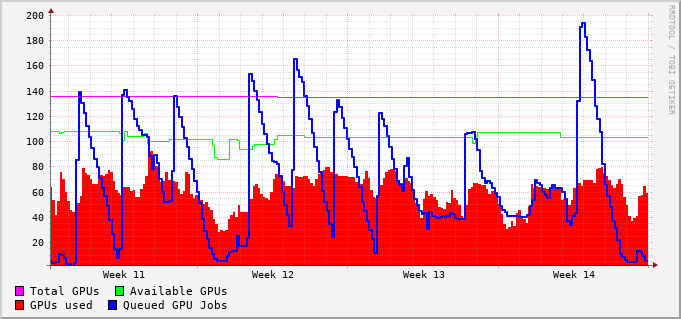 200
180
160
140
120
100
80
60
40
20
Week 11 Week 12 Week 13 Week 14
Total GPUs Available GPUs
GPUs used Queued GPU Jobs
RRDTOOL / TOBI OETIKER